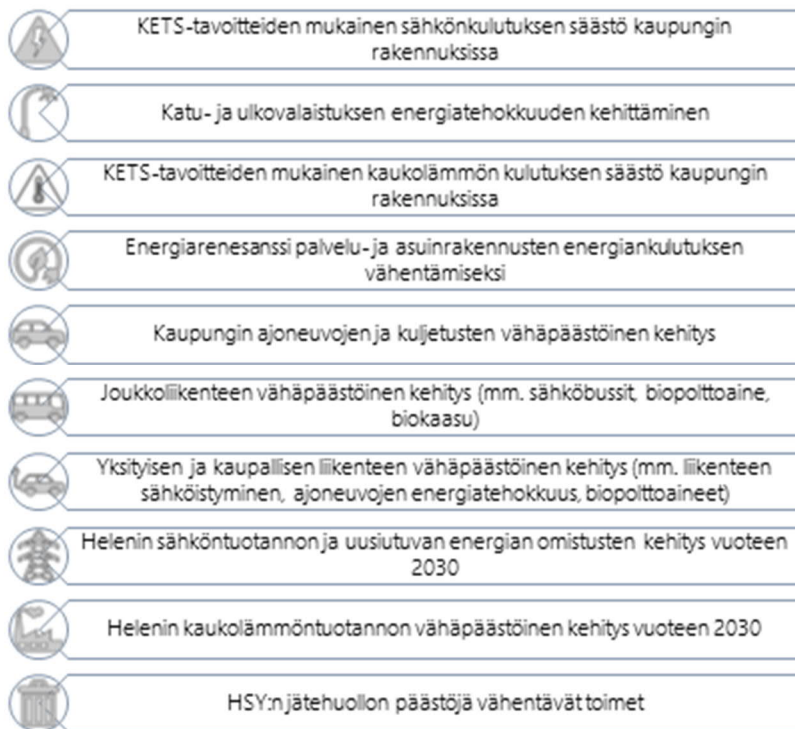 KETS-tavoitteiden mukainen sähkönkulutuksen säästö kaupungin
rakennuksissa
Katu- ja ulkovalaistuksen energiatehokkuuden kehittäminen
KETS-tavoitteiden mukainen kaukolämmön kulutuksen säästö kaupungin
rakennuksissa
Energiarenesanssi palvelu- ja asuinrakennusten energiankulutuksen
vähentämiseksi
Kaupungin ajoneuvojen ja kuljetusten vähäpäästöinen kehitys
Joukkoliikenteen vähäpäästöinen kehitys (mm. sähköbussit, biopolttoaine,
biokaasu)
Yksityisen ja kaupallisen liikenteen vähäpäästöinen kehitys (mm. liikenteen
sähköistyminen, ajoneuvojen energiatehokkuus, biopolttoaineet)
Helenin sähköntuotannon ja uusiutuvan energian omistusten kehitys vuoteen
2030
Helenin kaukolämmöntuotannon vähäpäästöinen kehitys vuoteen 2030
HSY:n jätehuollon päästöjä vähentävät toimet